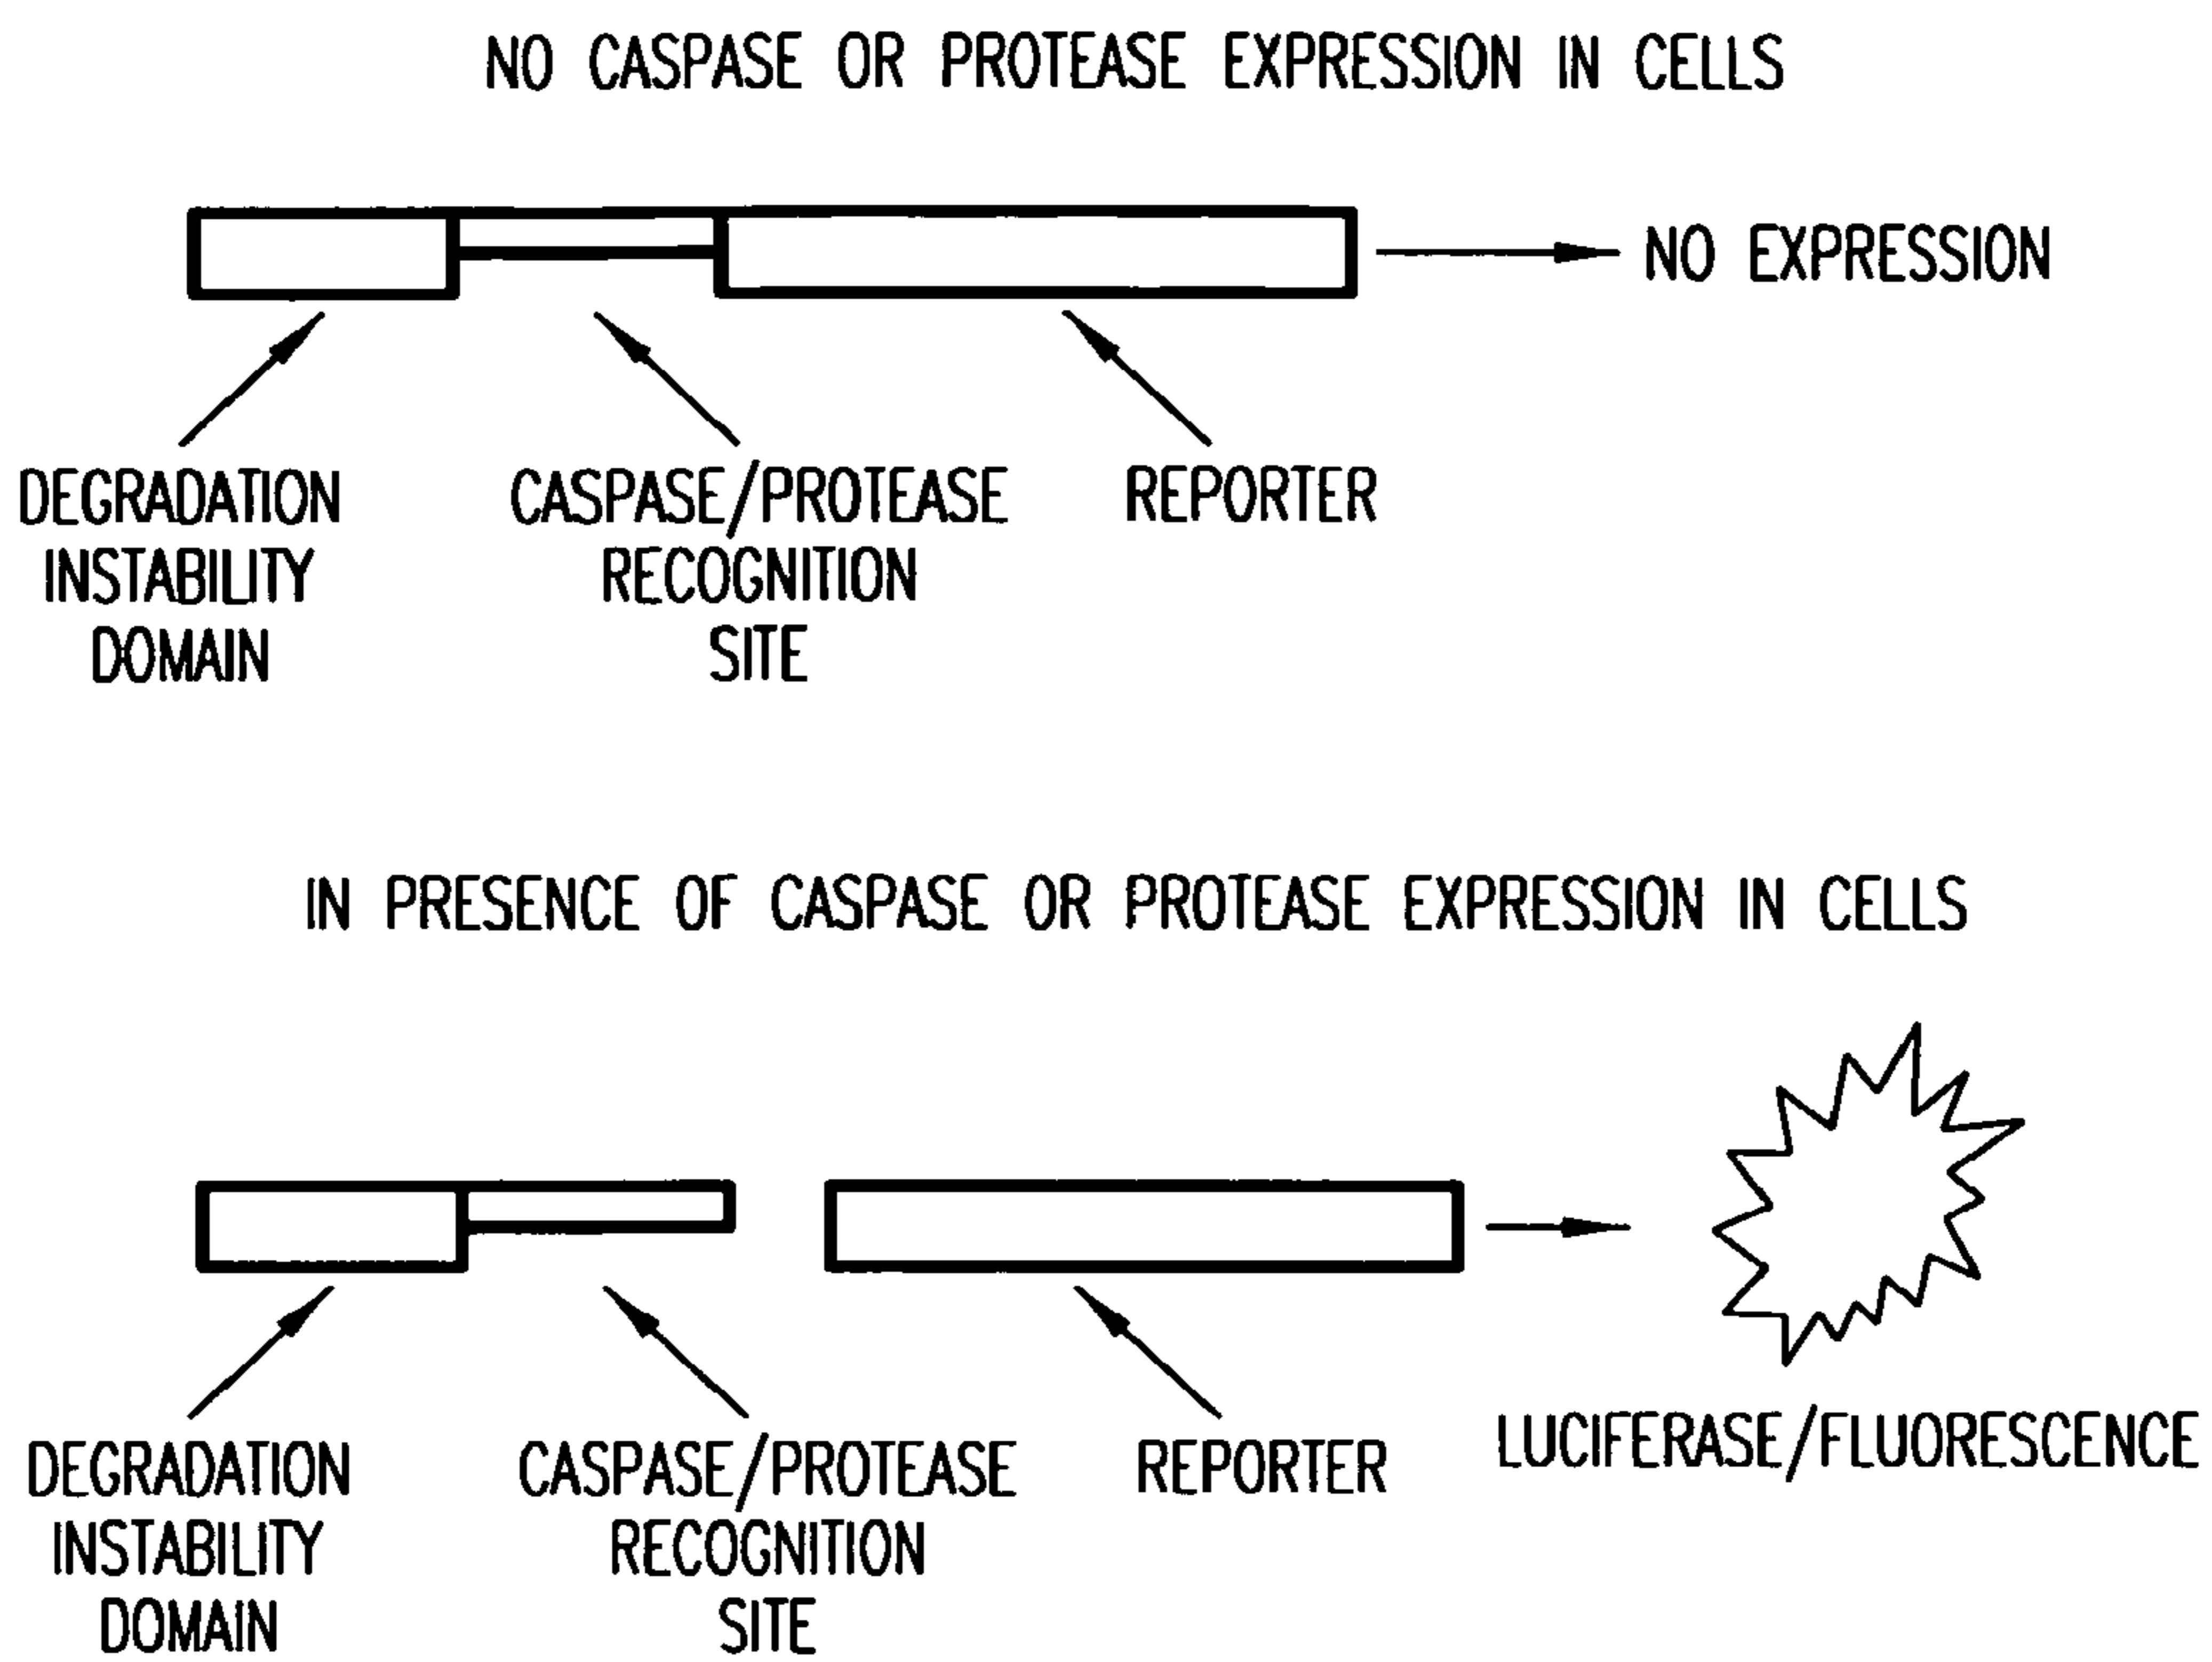 NO CASPASE OR PROTEASE EXPRESSION IN CELLS
NO EXPRESSION
DEGRADATION
INSTABILITY
DOMAIN
CASPASE/PROTEASE
RECOGNITION
SITE
REPORTER
IN PRESENCE OF CASPASE OR PROTEASE EXPRESSION IN CELLS
DEGRADATION
INSTABILITY
DOMAIN
CASPASE/PROTEASE
RECOGNITION
SITE
REPORTER
LUCIFERASE/FLUORESCENCE